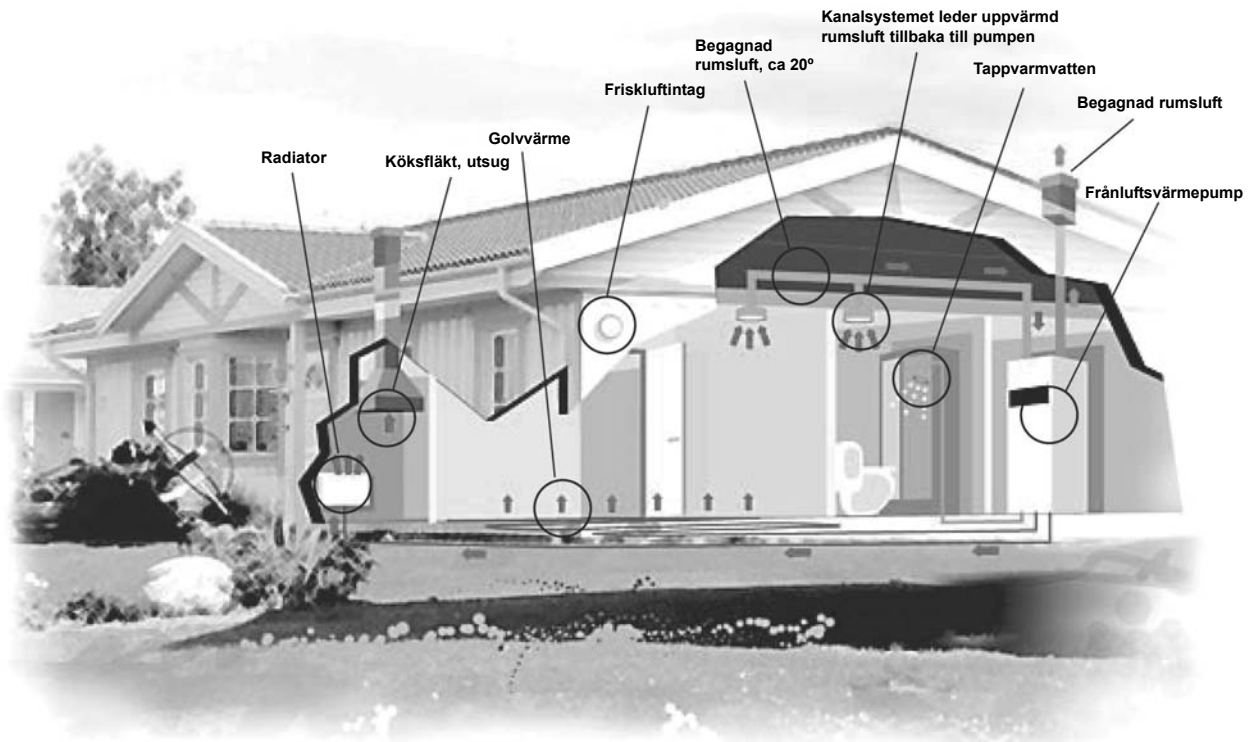 Kanalsystemet leder uppvärmd
rumsluft tillbaka till pumpen
Begagnad
rumsluft, ca 20º
Tappvarmvatten
Friskluftintag
Begagnad rumsluft
Golvvärme
Radiator
Köksfläkt, utsug
Frånluftsvärmepump